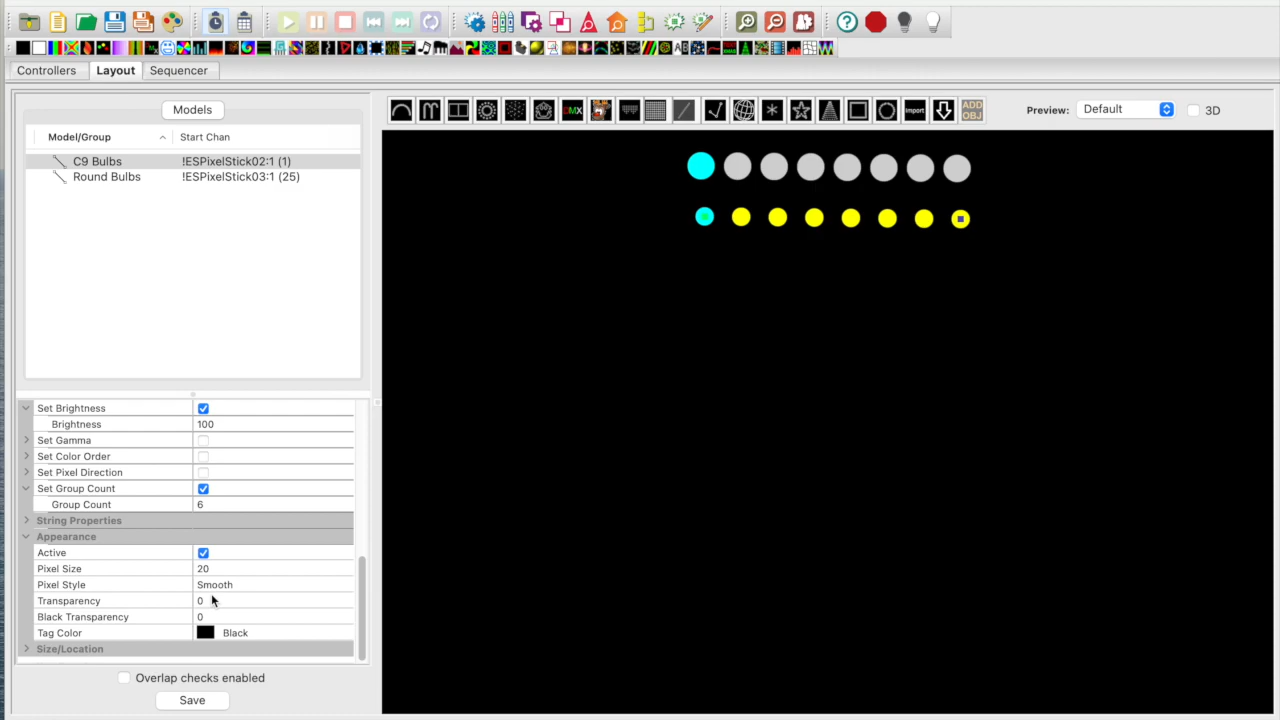 DMX
Import
ADD
OBJ
Controllers
Layout
Sequencer
Models
Preview:
Default
3D
Model/Group
Start Chan
C9 Bulbs
!ESPixelStick02:1 (1)
Round Bulbs
!ESPixelStick03:1 (25)
Set Brightness
Brightness
100
Set Gamma
Set Color Order
Set Pixel Direction
Set Group Count
Group Count
6
String Properties
Appearance
Active
Pixel Size
20
Pixel Style
Smooth
Transparency
0
Black Transparency
0
Tag Color
Black
Size/Location
Overlap checks enabled
Save